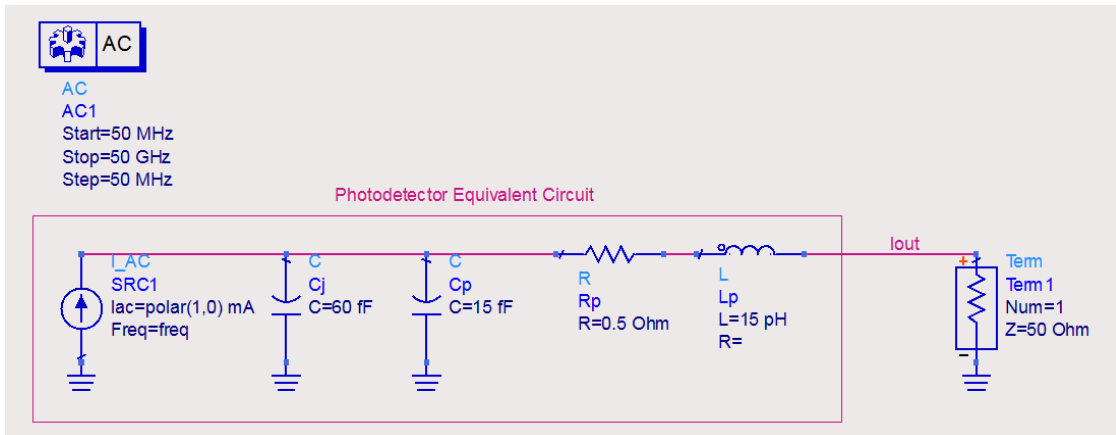 AC
AC
AC1
Start=50 MHz
Stop=50 GHz
Step=50 MHz
Photodetector Equivalent Circuit
I_AC
SRC1
Iac=polar(1,0) mA
Freq=freq
C
Cj
C=60 fF
C
Cp
C=15 fF
R
Rp
R=0.5 Ohm
L
Lp
L=15 pH
R=
Iout
+
-
Term
Term1
Num=1
Z=50 Ohm